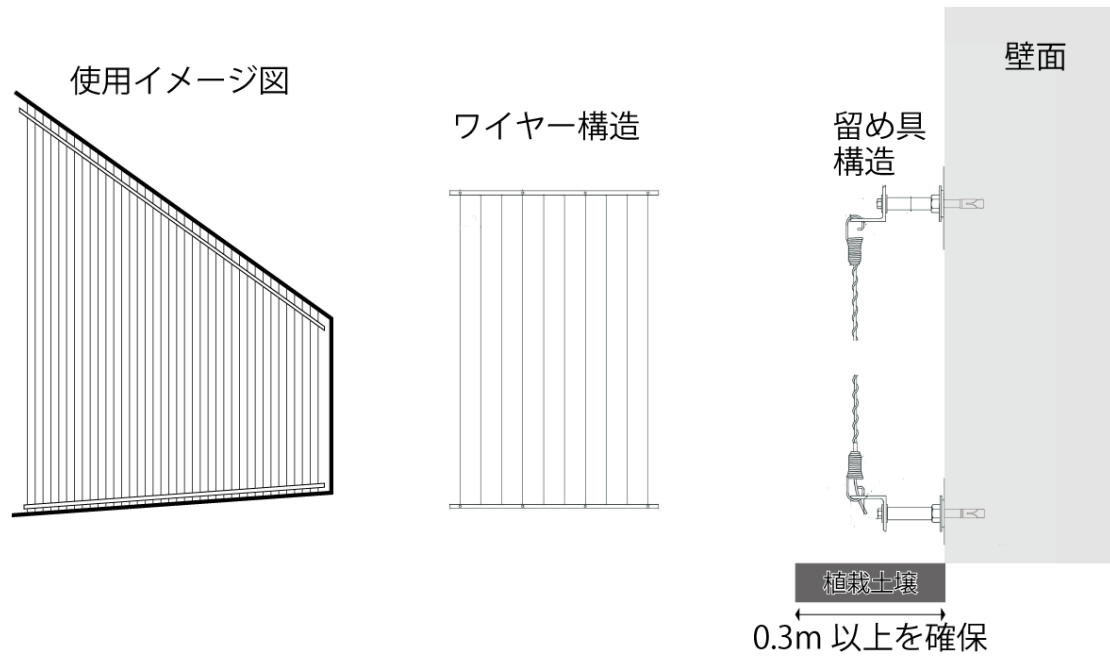 使用イメージ図
ワイヤー構造
留め具
構造
壁面
植栽土壌
0.3m 以上を確保